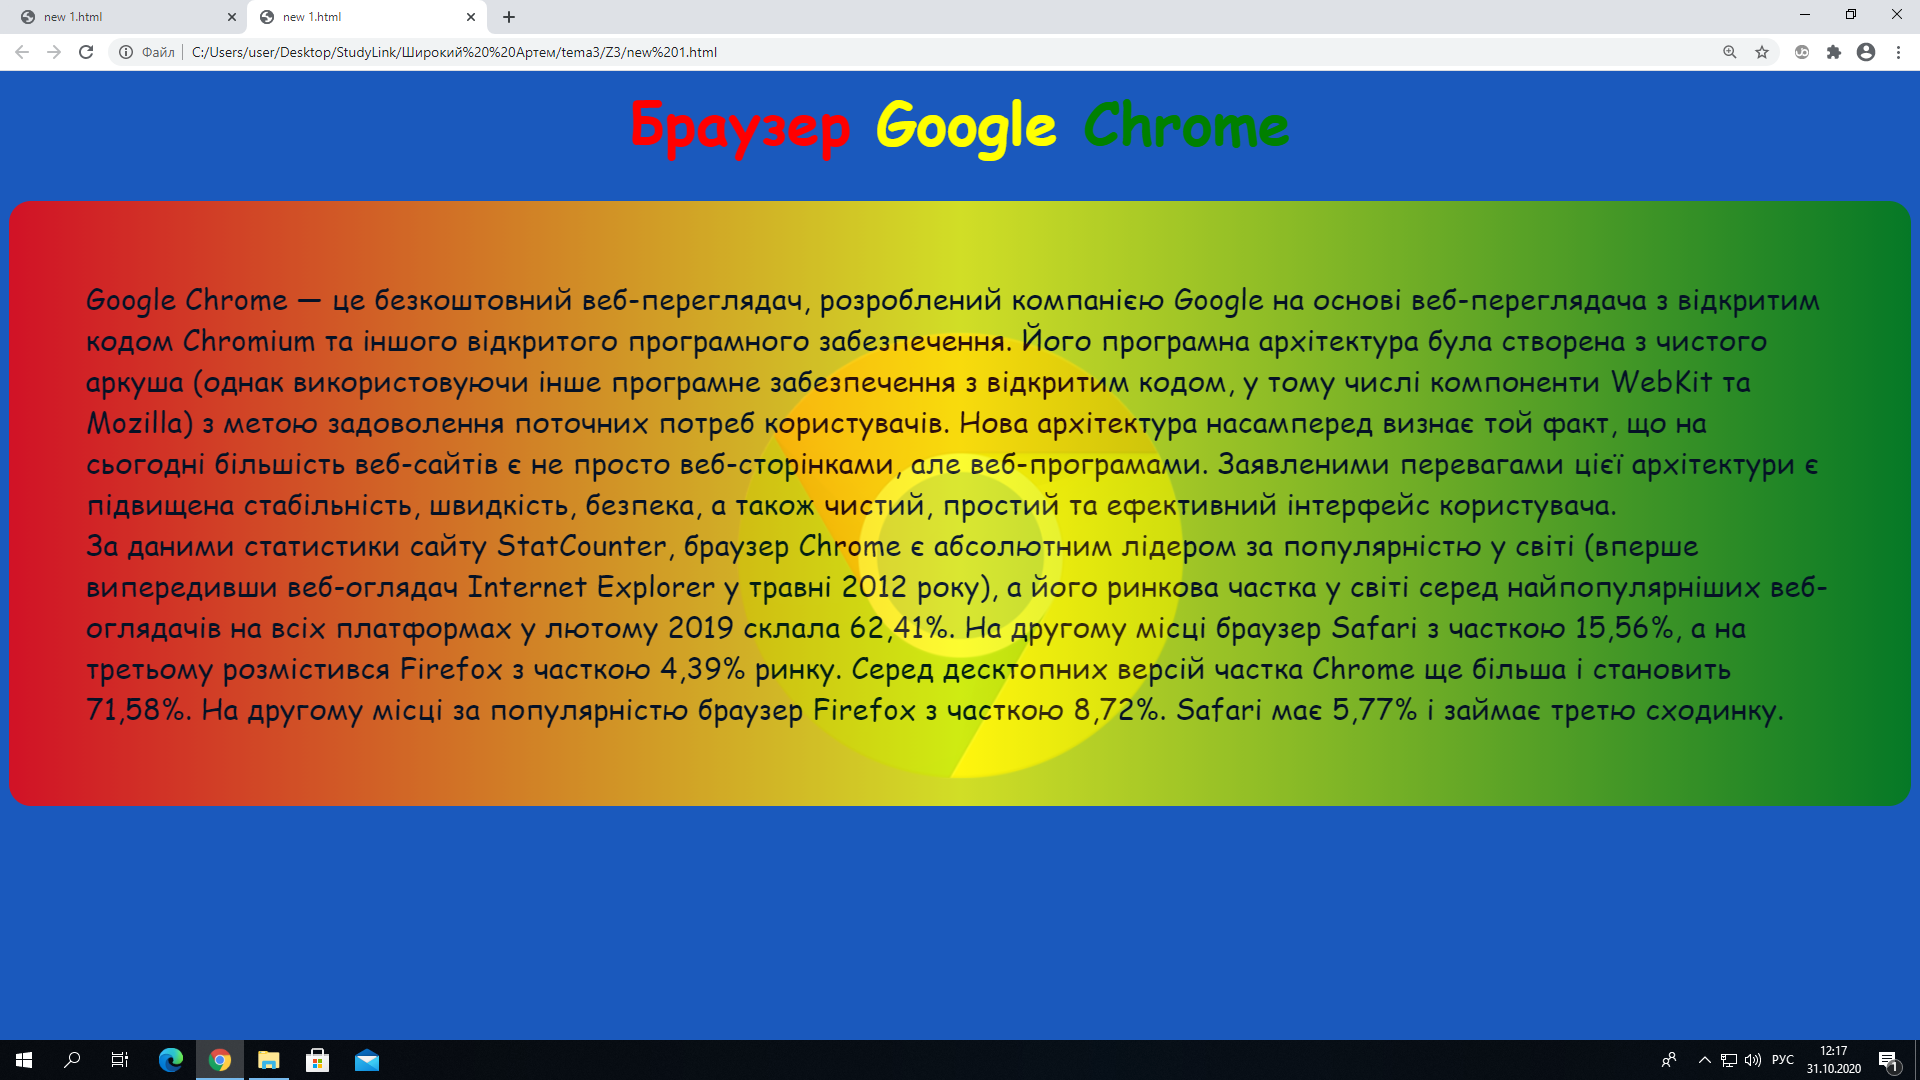 new 1.html
new 1.html
Файл
C:/Users/user/Desktop/StudyLink/Широкий%20%20Артем/tema3/Z3/new%201.html
Браузер Google Chrome
Google Chrome — це безкоштовний веб-переглядач, розроблений компанією Google на основі веб-переглядача з відкритим
кодом Chromium та іншого відкритого програмного забезпечення. Його програмна архітектура була створена з чистого
аркуша (однак використовуючи інше програмне забезпечення з відкритим кодом, у тому числі компоненти WebKit та
Mozilla) з метою задоволення поточних потреб користувачів. Нова архітектура насамперед визнає той факт, що на
сьогодні більшість веб-сайтів є не просто веб-сторінками, але веб-програмами. Заявленими перевагами цієї архітектури є
підвищена стабільність, швидкість, безпека, а також чистий, простий та ефективний інтерфейс користувача.
За даними статистики сайту StatCounter, браузер Chrome є абсолютним лідером за популярністю у світі (вперше
випередивши веб-оглядач Internet Explorer у травні 2012 року), а його ринкова частка у світі серед найпопулярніших веб-
оглядачів на всіх платформах у лютому 2019 склала 62,41%. На другому місці браузер Safari з часткою 15,56%, а на
третьому розмістився Firefox з часткою 4,39% ринку. Серед десктопних версій частка Chrome ще більша і становить
71,58%. На другому місці за популярністю браузер Firefox з часткою 8,72%. Safari має 5,77% і займає третю сходинку.
РУС
12:17
31.10.2020
1